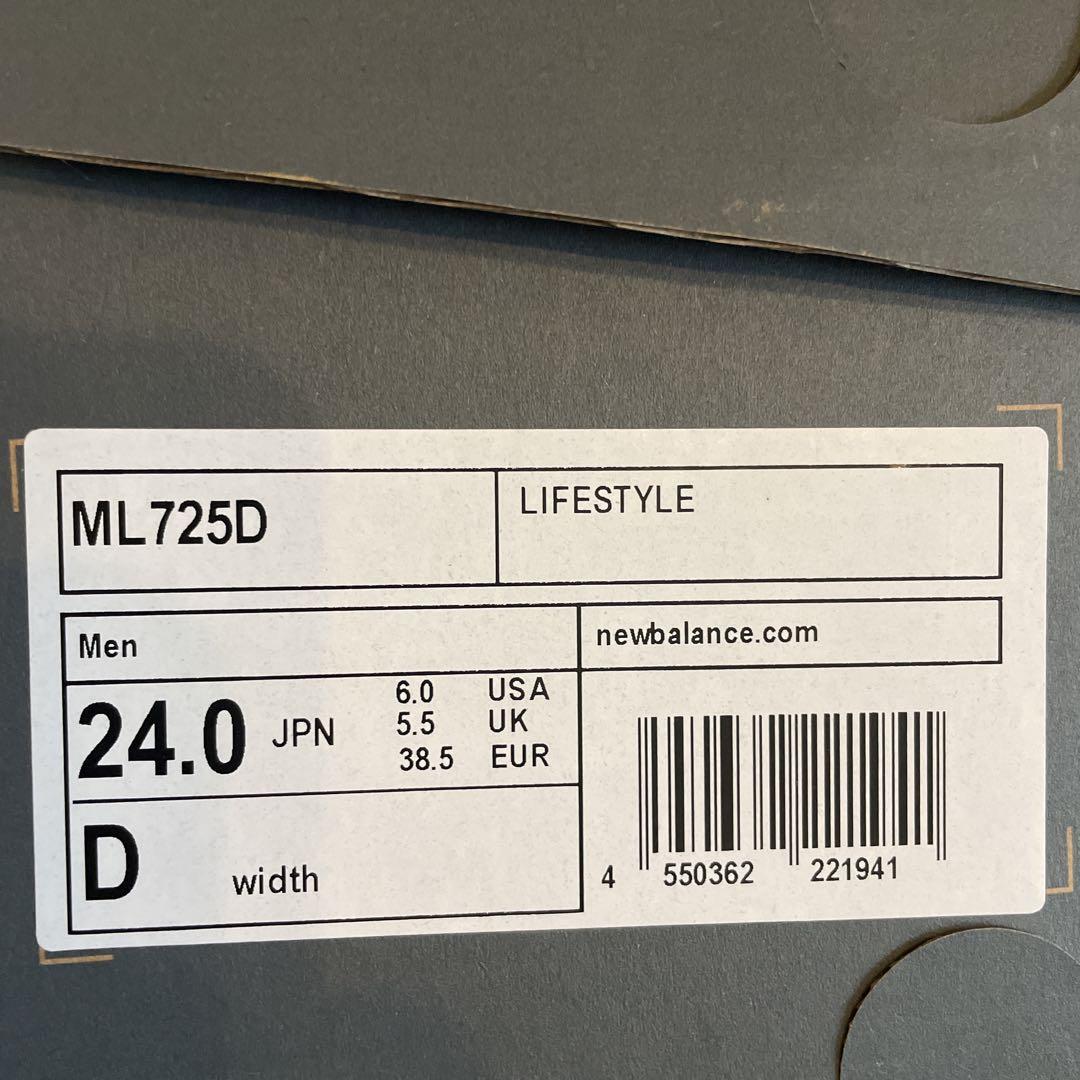 ML725D
LIFESTYLE
Men
newbalance.com
24.0 JPN
6.0 USA
5.5 UK
38.5 EUR
D width
4 550362 221941